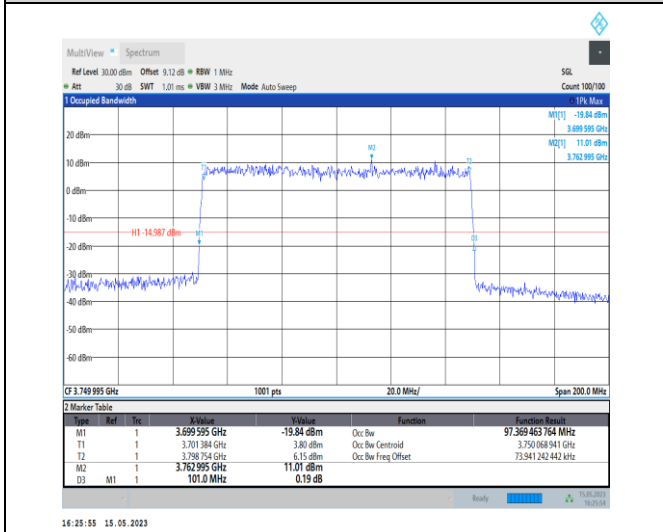 MultiView Spectrum
Ref Level 30.00 dBm Offset 9.12 dB RBW 1 MHz SGL
Att 30 dB SWT 1.01 ms VBW 3 MHz Mode Auto Sweep Count 100/100
1 Occupied Bandwidth 1Pk Max
M1[1] -19.84 dBm
3.699 595 GHz
M2[1] 11.01 dBm
3.762 995 GHz
20 dBm
M2
10 dBm
T1 T2
0 dBm
-10 dBm
H1 -14.987 dBm
M1
D3
-20 dBm
-30 dBm
-40 dBm
-50 dBm
-60 dBm
CF 3.749 995 GHz 1001 pts 20.0 MHz/ Span 200.0 MHz
2 Marker Table
Type Ref Trc X-Value Y-Value Function Function Result
M1 1 3.699 595 GHz -19.84 dBm Occ Bw 97.369 463 764 MHz
T1 1 3.701 384 GHz 3.80 dBm Occ Bw Centroid 3.750 068 941 GHz
T2 1 3.798 754 GHz 6.15 dBm Occ Bw Freq Offset 73.941 242 442 kHz
M2 1 3.762 995 GHz 11.01 dBm
D3 M1 1 101.0 MHz 0.19 dB
Ready 15.05.2023
16:25:54
16:25:55 15.05.2023